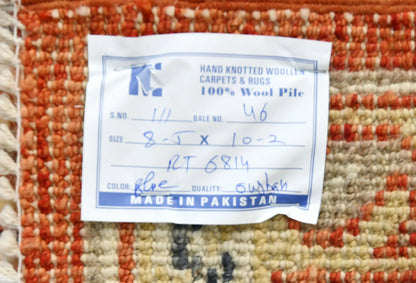 HAND KNOTTED WOOLLEN
CARPETS & RUGS
100% Wool Pile
S.NO. 111 BALE NO. 46
SIZE 8-5 X 10-2
RT 6814
COLOR: Blue QUALITY:
MADE IN PAKISTAN